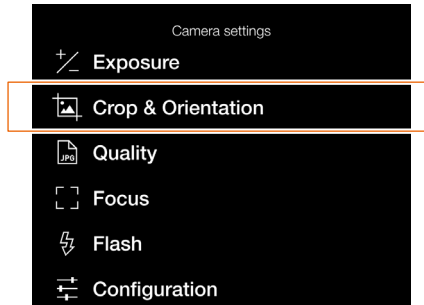 Camera settings
Exposure
Crop & Orientation
JPG Quality
Focus
Flash
Configuration